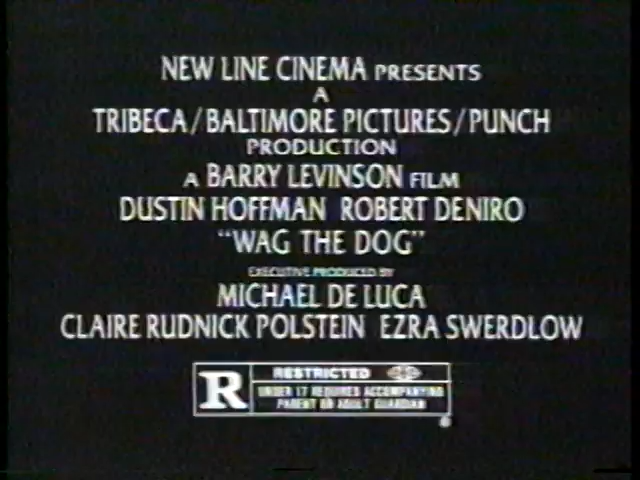 NEW LINE CINEMA PRESENTS
A
TRIBECA/BALTIMORE PICTURES/PUNCH
PRODUCTION
A BARRY LEVINSON FILM
DUSTIN HOFFMAN ROBERT DENIRO
"WAG THE DOG"
EXECUTIVE PRODUCED BY
MICHAEL DE LUCA
CLAIRE RUDNICK POLSTEIN EZRA SWERDLOW
R RESTRICTED
UNDER 17 REQUIRES ACCOMPANYING
PARENT OR ADULT GUARDIAN